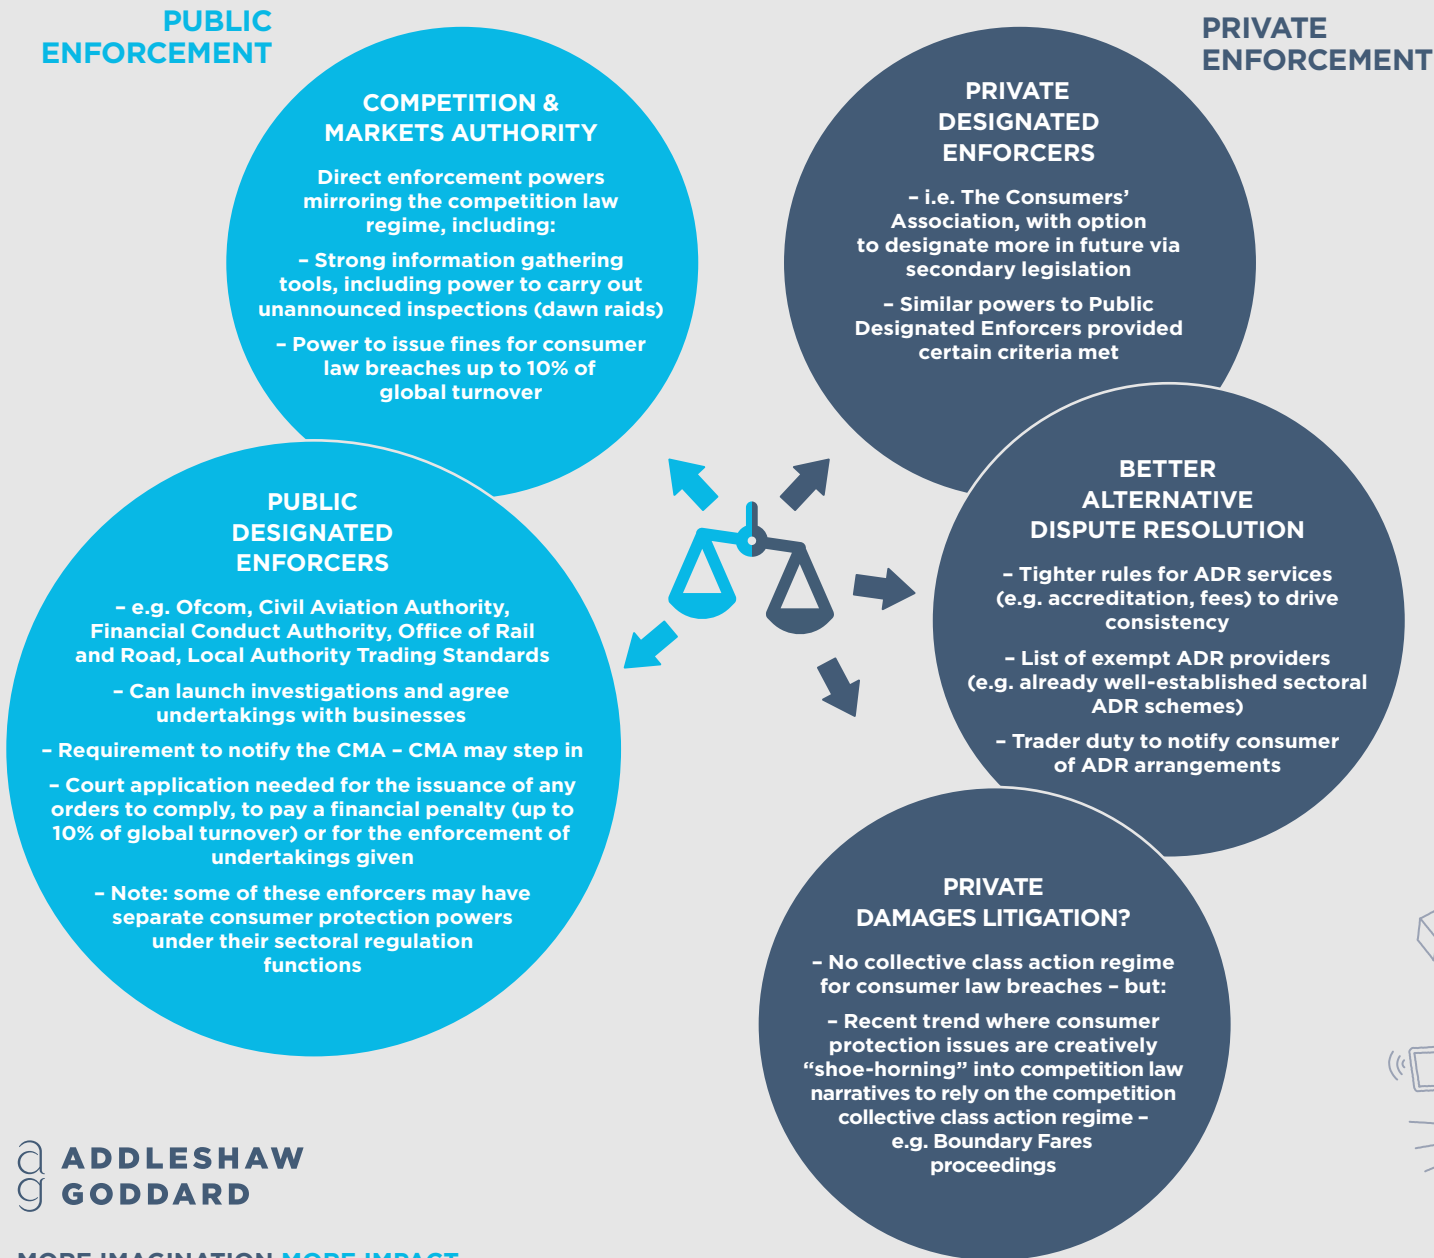 PUBLIC
ENFORCEMENT
COMPETITION &
MARKETS AUTHORITY
Direct enforcement powers
mirroring the competition law
regime, including:
– Strong information gathering
tools, including power to carry out
unannounced inspections (dawn raids)
– Power to issue fines for consumer
law breaches up to 10% of
global turnover
PUBLIC
DESIGNATED
ENFORCERS
– e.g. Ofcom, Civil Aviation Authority,
Financial Conduct Authority, Office of Rail
and Road, Local Authority Trading Standards
– Can launch investigations and agree
undertakings with businesses
– Requirement to notify the CMA – CMA may step in
– Court application needed for the issuance of any
orders to comply, to pay a financial penalty (up to
10% of global turnover) or for the enforcement of
undertakings given
– Note: some of these enforcers may have
separate consumer protection powers
under their sectoral regulation
functions
PRIVATE
ENFORCEMENT
PRIVATE
DESIGNATED
ENFORCERS
– i.e. The Consumers’
Association, with option
to designate more in future via
secondary legislation
– Similar powers to Public
Designated Enforcers provided
certain criteria met
BETTER
ALTERNATIVE
DISPUTE RESOLUTION
– Tighter rules for ADR services
(e.g. accreditation, fees) to drive
consistency
– List of exempt ADR providers
(e.g. already well-established sectoral
ADR schemes)
– Trader duty to notify consumer
of ADR arrangements
PRIVATE
DAMAGES LITIGATION?
– No collective class action regime
for consumer law breaches – but:
– Recent trend where consumer
protection issues are creatively
“shoe-horning” into competition law
narratives to rely on the competition
collective class action regime –
e.g. Boundary Fares
proceedings
ag ADDLESHAW
GODDARD
MORE IMAGINATION MORE IMPACT